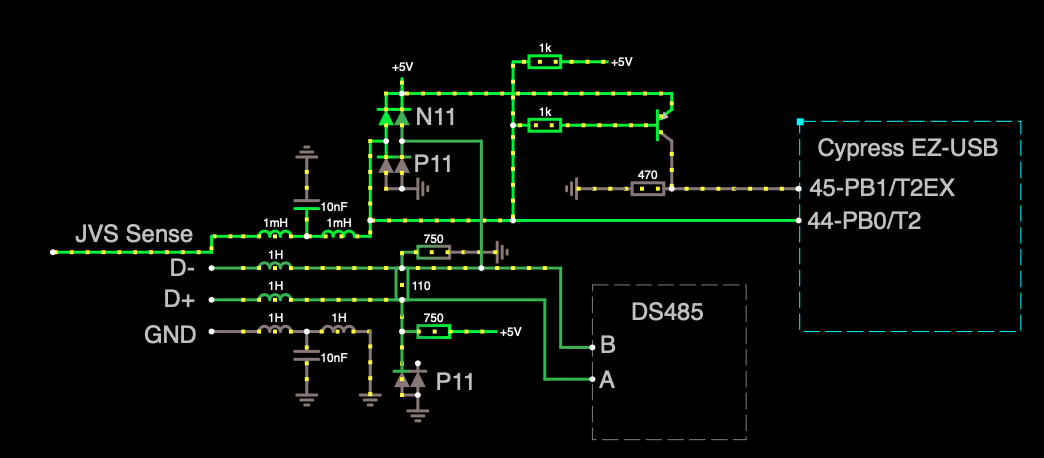 1k
+5V
+5V
N11
1k
P11
Cypress EZ-USB
470
45-PB1/T2EX
10nF
44-PB0/T2
1mH
1mH
JVS Sense
750
1H
D-
110
1H
D+
DS485
1H
1H
750
+5V
GND
B
10nF
P11
A